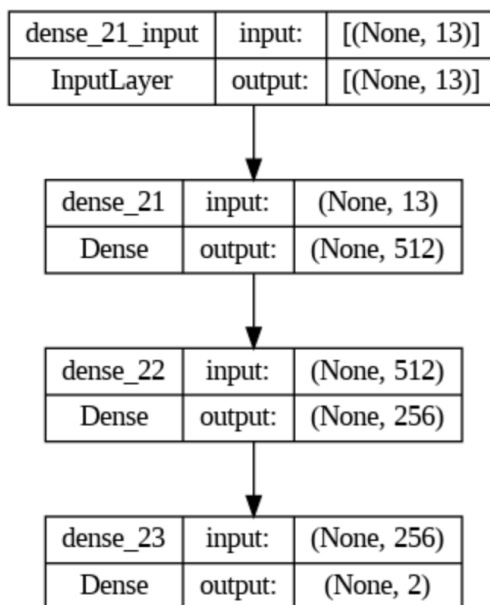 dense_21_input input: [(None, 13)]
InputLayer output: [(None, 13)]
dense_21 input: (None, 13)
Dense output: (None, 512)
dense_22 input: (None, 512)
Dense output: (None, 256)
dense_23 input: (None, 256)
Dense output: (None, 2)